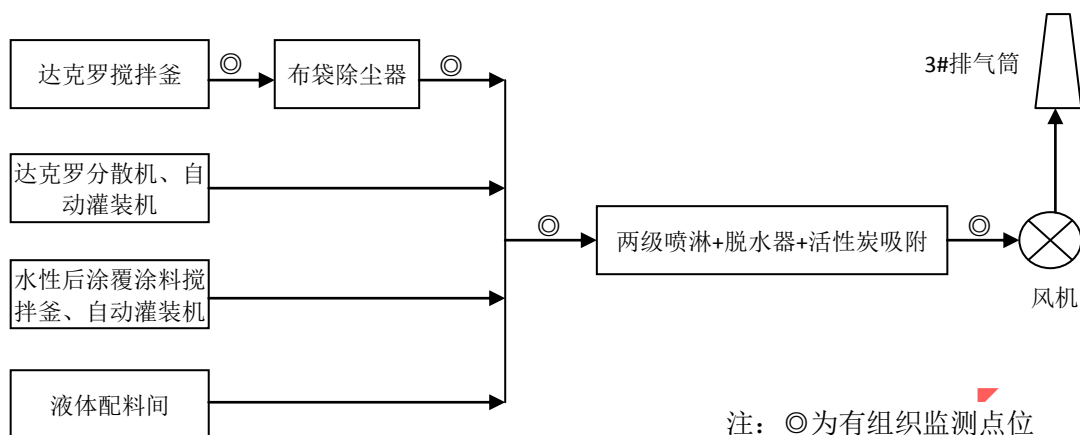 达克罗搅拌釜
◎
布袋除尘器
◎
3#排气筒
达克罗分散机、自
动灌装机
◎
两级喷淋+脱水器+活性炭吸附
◎
水性后涂覆涂料搅
拌釜、自动灌装机
风机
液体配料间
注：◎为有组织监测点位